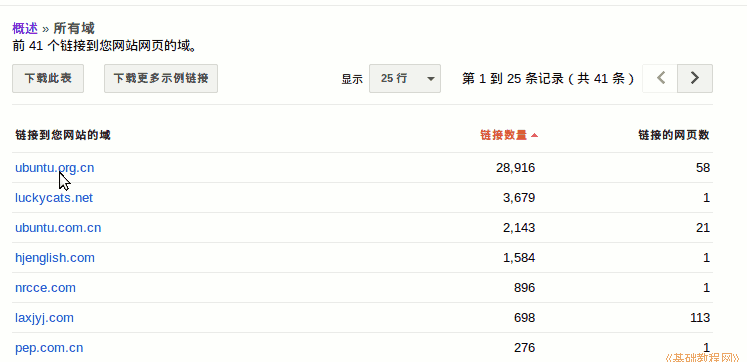 概述 » 所有域
前 41 个链接到您网站网页的域。
下载此表 下载更多示例链接 显示 25 行 第 1 到 25 条记录 ( 共 41 条 )
链接到您网站的域 链接数量 链接的网页数
ubuntu.org.cn 28,916 58
luckycats.net 3,679 1
ubuntu.com.cn 2,143 21
hjenglish.com 1,584 1
nrcce.com 896 1
laxjyj.com 698 113
pep.com.cn 276 1
《基础教程网》